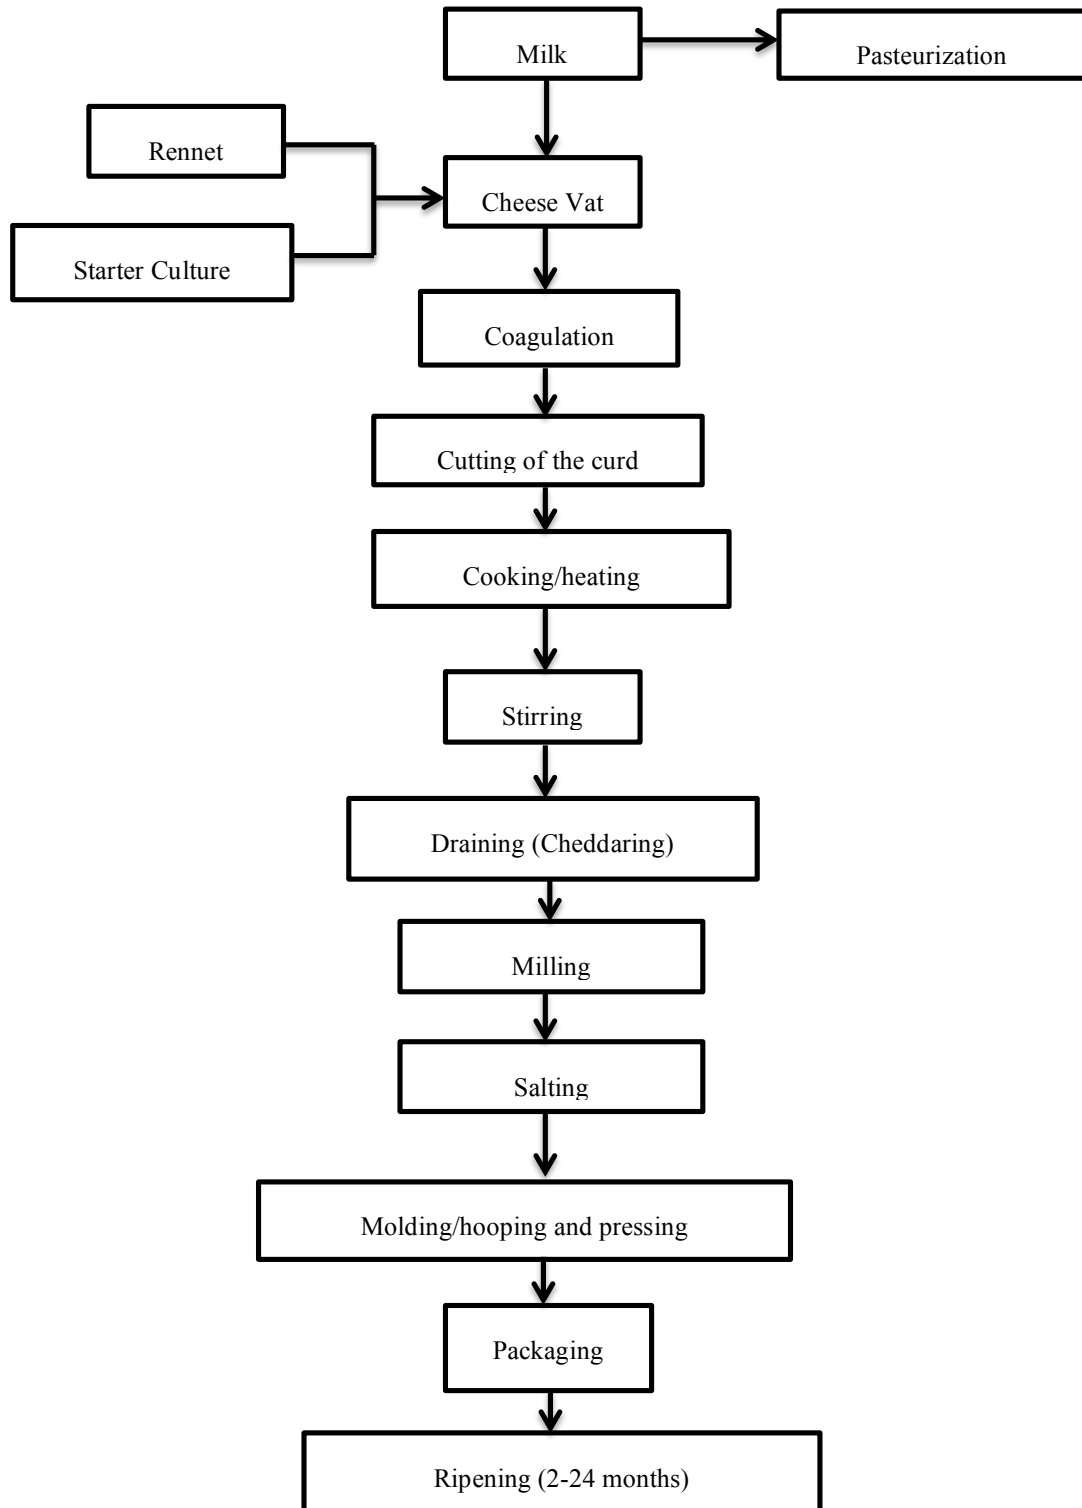 Milk
Pasteurization
Rennet
Cheese Vat
Starter Culture
Coagulation
Cutting of the curd
Cooking/heating
Stirring
Draining (Cheddaring)
Milling
Salting
Molding/hooping and pressing
Packaging
Ripening (2-24 months)